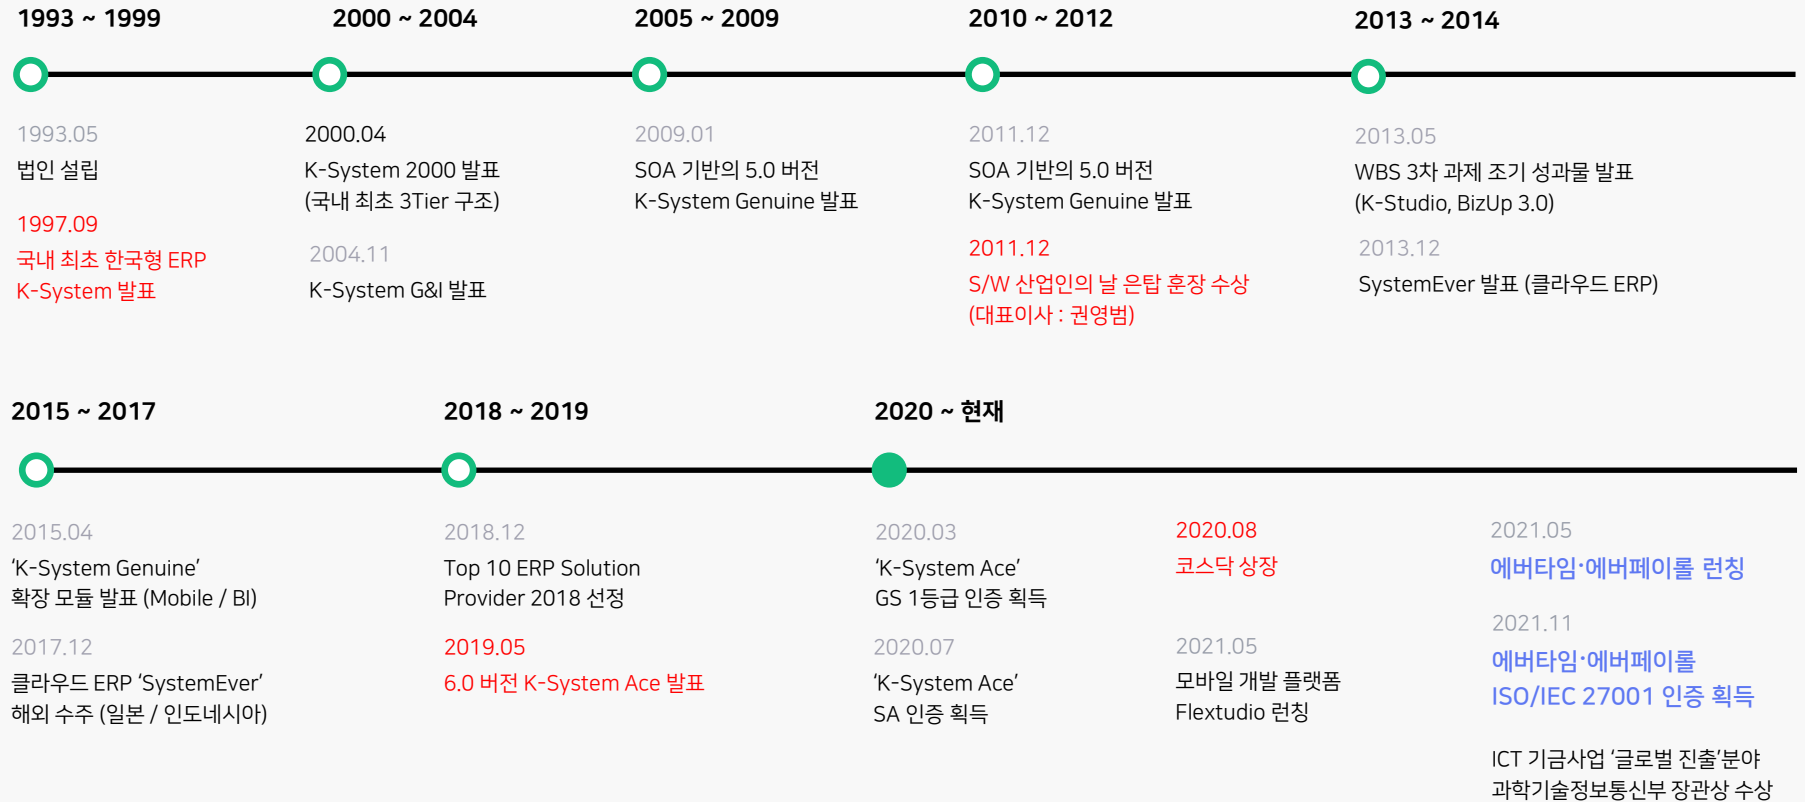 1993 ~ 1999
1993.05
법인 설립
1997.09
국내 최초 한국형 ERP
K-System 발표
2000 ~ 2004
2000.04
K-System 2000 발표
(국내 최초 3Tier 구조)
2004.11
K-System G&I 발표
2005 ~ 2009
2009.01
SOA 기반의 5.0 버전
K-System Genuine 발표
2010 ~ 2012
2011.12
SOA 기반의 5.0 버전
K-System Genuine 발표
2011.12
S/W 산업인의 날 은탑 훈장 수상
(대표이사 : 권영범)
2013 ~ 2014
2013.05
WBS 3차 과제 조기 성과물 발표
(K-Studio, BizUp 3.0)
2013.12
SystemEver 발표 (클라우드 ERP)
2015 ~ 2017
2015.04
‘K-System Genuine’
확장 모듈 발표 (Mobile / BI)
2017.12
클라우드 ERP ‘SystemEver’
해외 수주 (일본 / 인도네시아)
2018 ~ 2019
2018.12
Top 10 ERP Solution
Provider 2018 선정
2019.05
6.0 버전 K-System Ace 발표
2020 ~ 현재
2020.03
‘K-System Ace’
GS 1등급 인증 획득
2020.07
‘K-System Ace’
SA 인증 획득
2020.08
코스닥 상장
2021.05
모바일 개발 플랫폼
Flextudio 런칭
2021.05
에버타임·에버페이롤 런칭
2021.11
에버타임·에버페이롤
ISO/IEC 27001 인증 획득
ICT 기금사업 ‘글로벌 진출’분야
과학기술정보통신부 장관상 수상